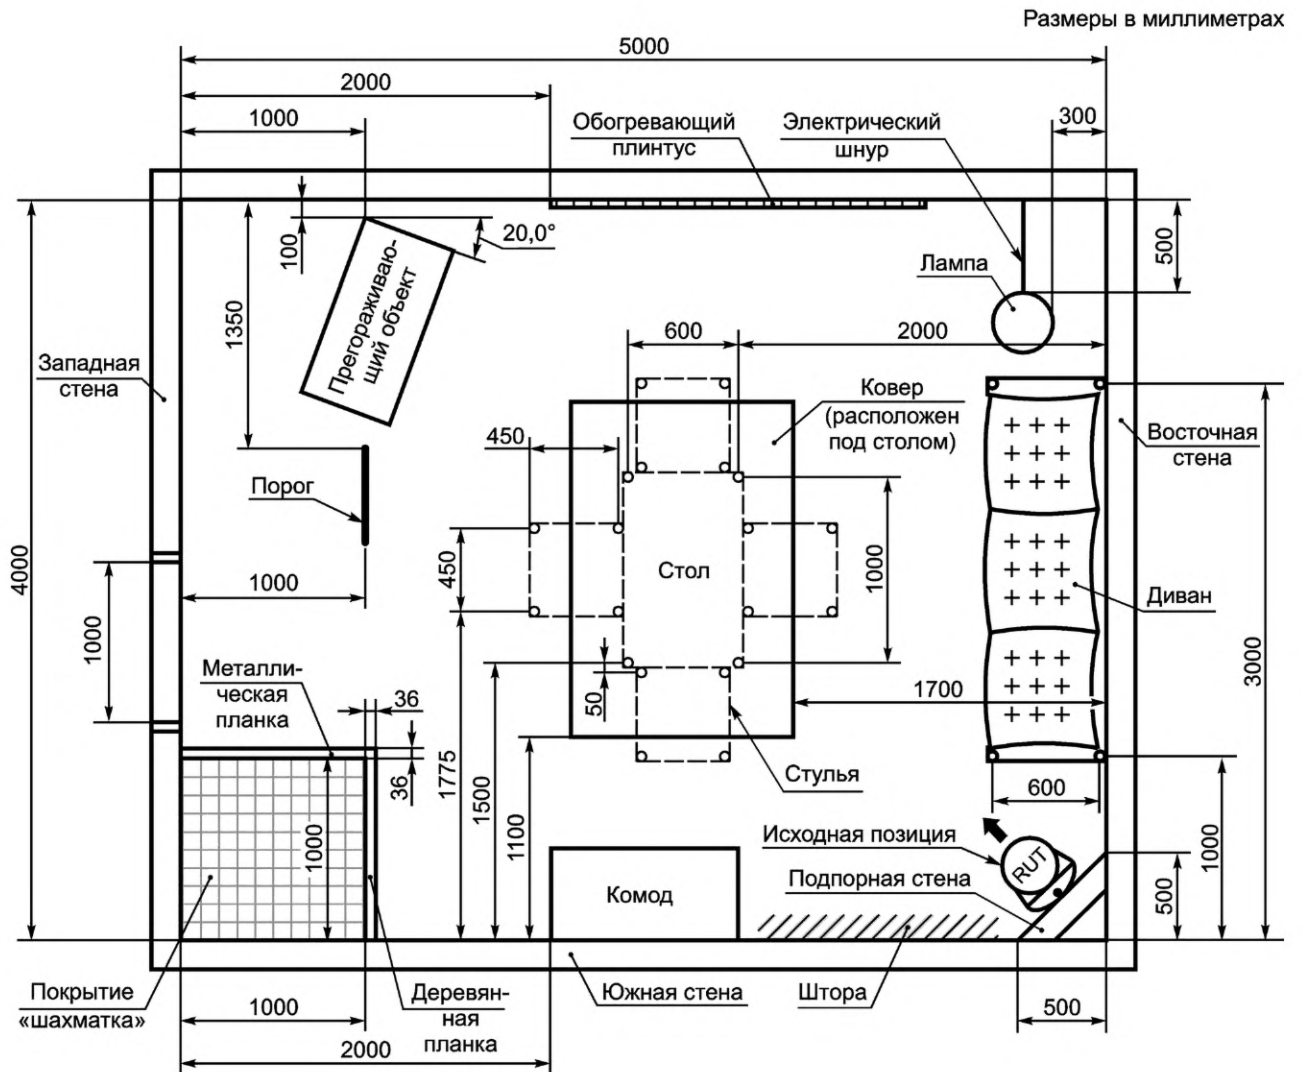 Размеры в миллиметрах
5000
2000
1000
Обогревающий
плинтус
Электрический
шнур
300
100
20,0°
500
Лампа
1350
Прегораживаю-
щий объект
600
2000
Западная
стена
Ковер
(расположен
под столом)
450
Восточная
стена
Порог
4000
450
Стол
1000
1000
1000
Диван
3000
Металли-
ческая
планка
36
36
50
1700
1775
1500
1100
Стулья
600
1000
1000
Исходная позиция
RUT
Подпорная стена
500
Комод
Покрытие
«шахматка»
1000
Деревян-
ная
планка
Южная стена
Штора
500
2000